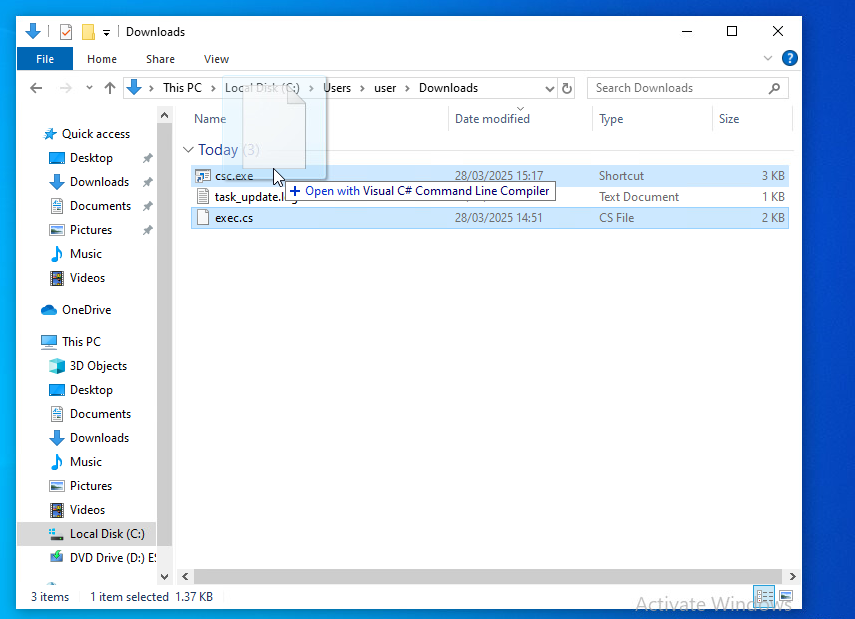 Downloads
File Home Share View
This PC Local Disk (C:) Users user Downloads
Search Downloads
Name Date modified Type Size
Quick access
Desktop
Downloads
Documents
Pictures
Music
Videos
OneDrive
This PC
3D Objects
Desktop
Documents
Downloads
Music
Pictures
Videos
Local Disk (C:)
DVD Drive (D:) ES
Today (3)
csc.exe 28/03/2025 15:17 Shortcut 3 KB
Open with Visual C# Command Line Compiler
task_update.l Text Document 1 KB
exec.cs 28/03/2025 14:51 CS File 2 KB
3 items 1 item selected 1.37 KB
Activate Windows